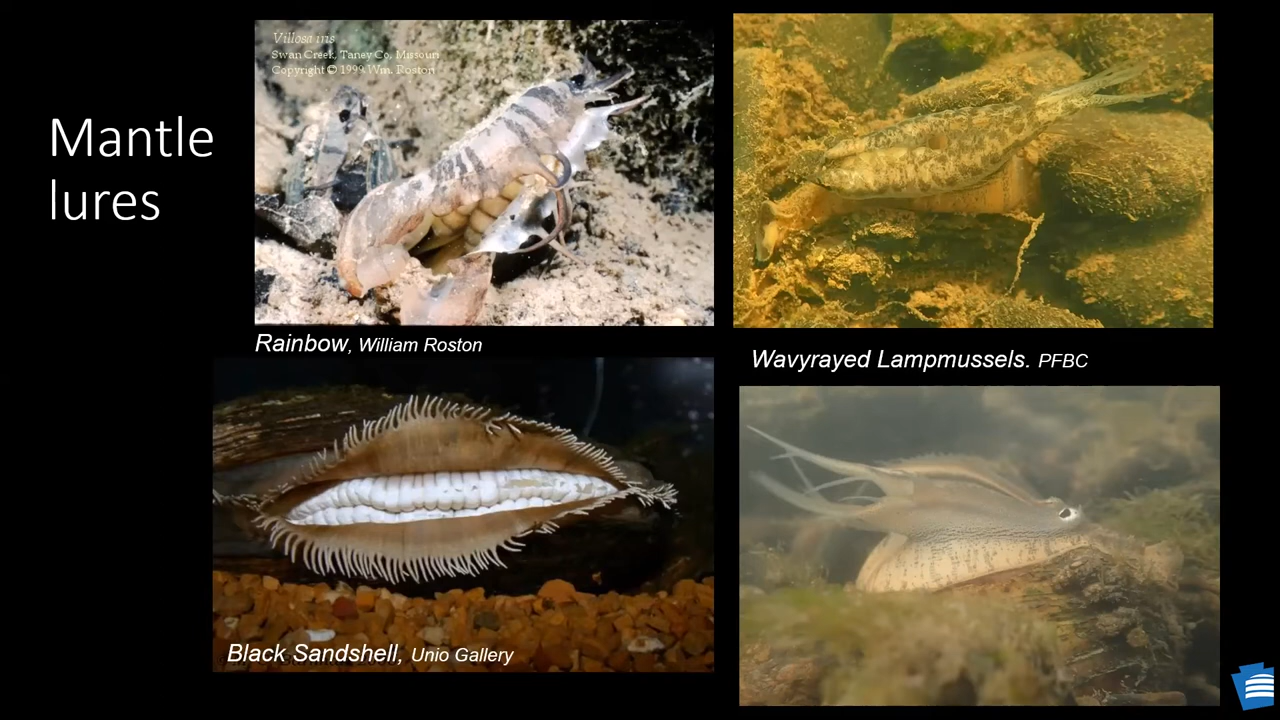 Mantle
lures
Villosa iris
Swan Creek, Taney Co, Missouri
Copyright © 1999 Wm. Roston
Rainbow, William Roston
Wavyrayed Lampmussels. PFBC
Black Sandshell, Unio Gallery